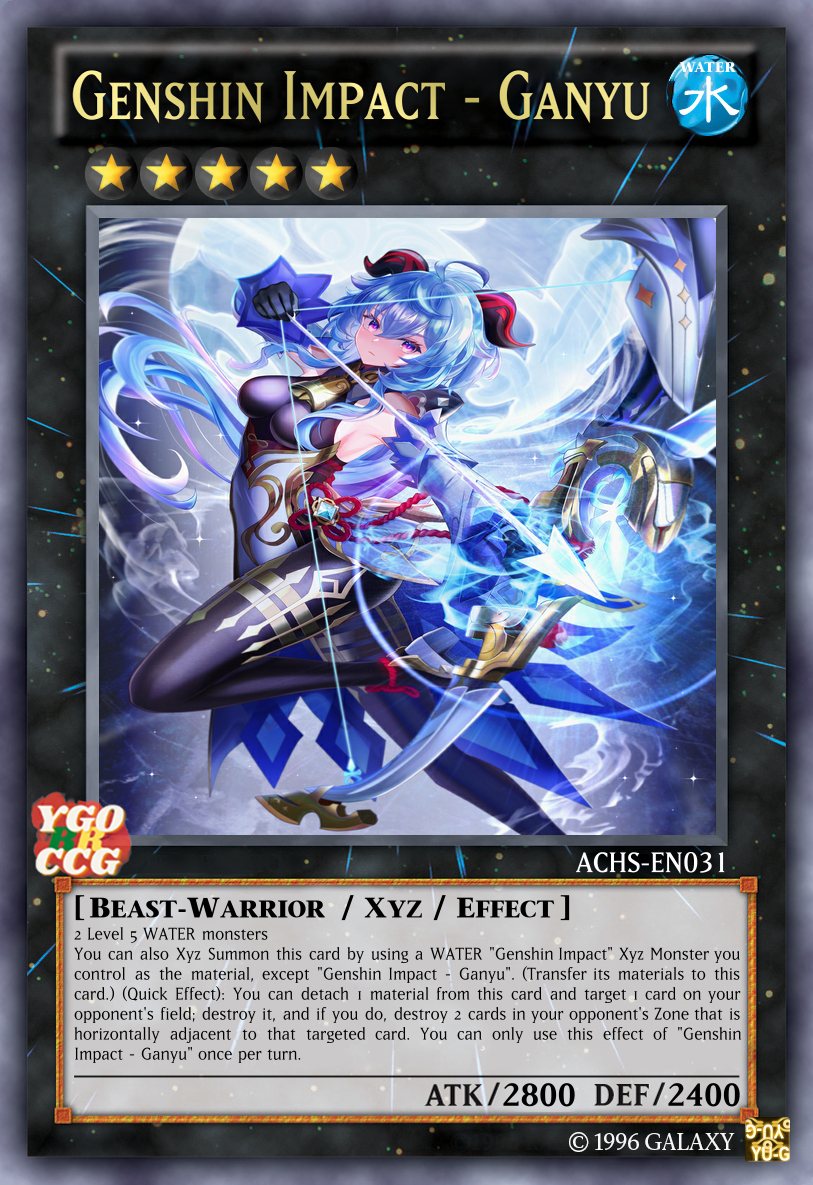 GENSHIN IMPACT - GANYU
WATER
水
YGO
RR
CCG
ACHS-EN031
[ BEAST-WARRIOR / XYZ / EFFECT ]
2 Level 5 WATER monsters
You can also Xyz Summon this card by using a WATER "Genshin Impact" Xyz Monster you
control as the material, except "Genshin Impact - Ganyu". (Transfer its materials to this
card.) (Quick Effect): You can detach 1 material from this card and target 1 card on your
opponent's field; destroy it, and if you do, destroy 2 cards in your opponent's Zone that is
horizontally adjacent to that targeted card. You can only use this effect of "Genshin
Impact - Ganyu" once per turn.
ATK/2800 DEF/2400
© 1996 GALAXY
YU-G